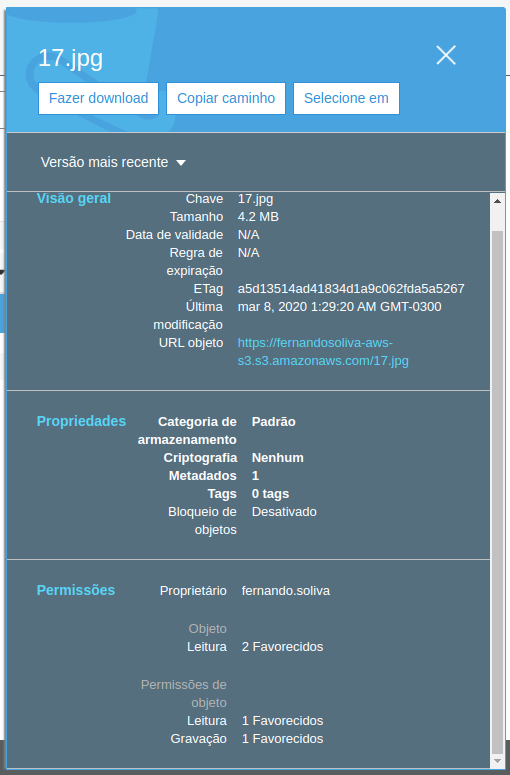 17.jpg
Fazer download Copiar caminho Selecione em
Versão mais recente
Visão geral Chave 17.jpg
Tamanho 4.2 MB
Data de validade N/A
Regra de N/A
expiração
ETag a5d13514ad41834d1a9c062fda5a5267
Última mar 8, 2020 1:29:20 AM GMT-0300
modificação
URL objeto https://fernandosoliva-aws-
s3.s3.amazonaws.com/17.jpg
Propriedades Categoria de Padrão
armazenamento
Criptografia Nenhum
Metadados 1
Tags 0 tags
Bloqueio de Desativado
objetos
Permissões Proprietário fernando.soliva
Objeto
Leitura 2 Favorecidos
Permissões de
objeto
Leitura 1 Favorecidos
Gravação 1 Favorecidos